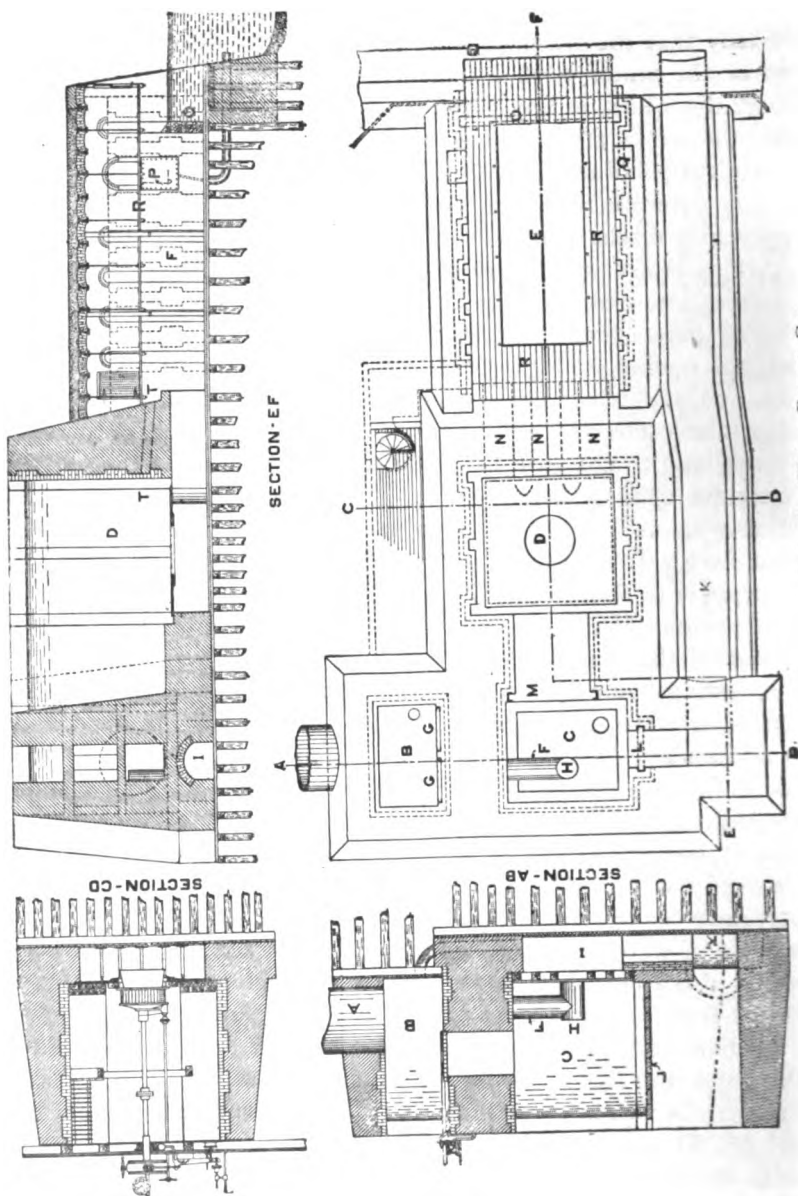 SECTION-EF
D
T
T
R
F
P
O
I
SECTION-CD
SECTION-AB
A
B
C
F
H
I
K
L
A
B
G
G
C
F
H
L
M
D
N
N
N
C
D
E
R
R
O
Q
F
K
E
B